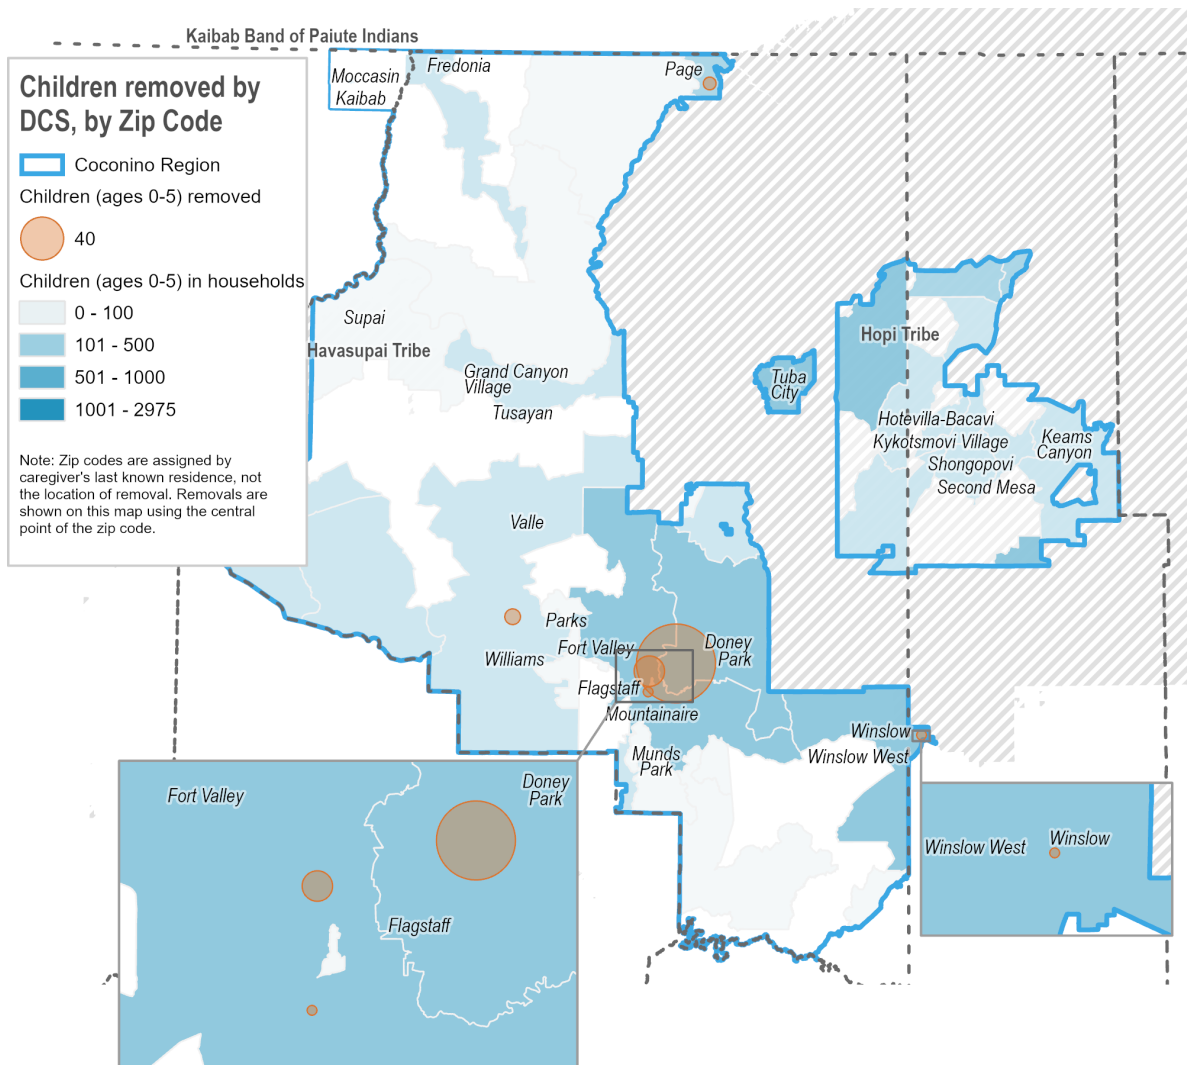 Kaibab Band of Paiute Indians
Children removed by
DCS, by Zip Code
Coconino Region
Children (ages 0-5) removed
40
Children (ages 0-5) in households
0 - 100
101 - 500
501 - 1000
1001 - 2975
Note: Zip codes are assigned by
caregiver's last known residence, not
the location of removal. Removals are
shown on this map using the central
point of the zip code.
Moccasin
Kaibab
Fredonia
Page
Supai
Havasupai Tribe
Grand Canyon
Village
Tusayan
Hopi Tribe
Tuba
City
Hotevilla-Bacavi
Kykotsmovi Village
Shongopovi
Second Mesa
Keams
Canyon
Valle
Parks
Williams
Fort Valley
Doney
Park
Flagstaff
Mountainaire
Munds
Park
Winslow
Winslow West
Fort Valley
Doney
Park
Flagstaff
Winslow West
Winslow